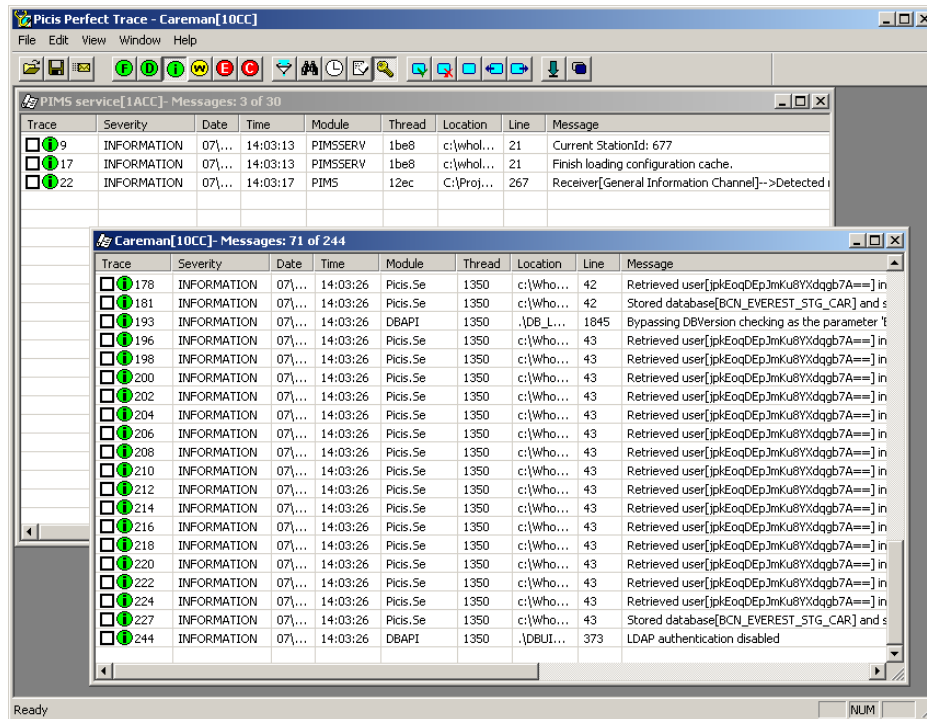 Picis Perfect Trace - Careman[10CC]
File Edit View Window Help
F D i W E C
PIMS service[1ACC]- Messages: 3 of 30
Trace Severity Date Time Module Thread Location Line Message
9 INFORMATION 07\... 14:03:13 PIMSSERV 1be8 c:\whol... 21 Current StationId: 677
17 INFORMATION 07\... 14:03:13 PIMSSERV 1be8 c:\whol... 21 Finish loading configuration cache.
22 INFORMATION 07\... 14:03:17 PIMS 12ec C:\Proj... 267 Receiver[General Information Channel]-->Detected
Careman[10CC]- Messages: 71 of 244
Trace Severity Date Time Module Thread Location Line Message
178 INFORMATION 07\... 14:03:26 Picis.Se 1350 c:\Who... 42 Retrieved user[jpkEoqDEpJmKu8YXdqgb7A==] in
181 INFORMATION 07\... 14:03:26 Picis.Se 1350 c:\Who... 42 Stored database[BCN_EVEREST_STG_CAR] and s
193 INFORMATION 07\... 14:03:26 DBAPI 1350 .\DB_L... 1845 Bypassing DBVersion checking as the parameter
196 INFORMATION 07\... 14:03:26 Picis.Se 1350 c:\Who... 43 Retrieved user[jpkEoqDEpJmKu8YXdqgb7A==] in
198 INFORMATION 07\... 14:03:26 Picis.Se 1350 c:\Who... 43 Retrieved user[jpkEoqDEpJmKu8YXdqgb7A==] in
200 INFORMATION 07\... 14:03:26 Picis.Se 1350 c:\Who... 43 Retrieved user[jpkEoqDEpJmKu8YXdqgb7A==] in
202 INFORMATION 07\... 14:03:26 Picis.Se 1350 c:\Who... 43 Retrieved user[jpkEoqDEpJmKu8YXdqgb7A==] in
204 INFORMATION 07\... 14:03:26 Picis.Se 1350 c:\Who... 43 Retrieved user[jpkEoqDEpJmKu8YXdqgb7A==] in
206 INFORMATION 07\... 14:03:26 Picis.Se 1350 c:\Who... 43 Retrieved user[jpkEoqDEpJmKu8YXdqgb7A==] in
208 INFORMATION 07\... 14:03:26 Picis.Se 1350 c:\Who... 43 Retrieved user[jpkEoqDEpJmKu8YXdqgb7A==] in
210 INFORMATION 07\... 14:03:26 Picis.Se 1350 c:\Who... 43 Retrieved user[jpkEoqDEpJmKu8YXdqgb7A==] in
212 INFORMATION 07\... 14:03:26 Picis.Se 1350 c:\Who... 43 Retrieved user[jpkEoqDEpJmKu8YXdqgb7A==] in
214 INFORMATION 07\... 14:03:26 Picis.Se 1350 c:\Who... 43 Retrieved user[jpkEoqDEpJmKu8YXdqgb7A==] in
216 INFORMATION 07\... 14:03:26 Picis.Se 1350 c:\Who... 43 Retrieved user[jpkEoqDEpJmKu8YXdqgb7A==] in
218 INFORMATION 07\... 14:03:26 Picis.Se 1350 c:\Who... 43 Retrieved user[jpkEoqDEpJmKu8YXdqgb7A==] in
220 INFORMATION 07\... 14:03:26 Picis.Se 1350 c:\Who... 43 Retrieved user[jpkEoqDEpJmKu8YXdqgb7A==] in
222 INFORMATION 07\... 14:03:26 Picis.Se 1350 c:\Who... 43 Retrieved user[jpkEoqDEpJmKu8YXdqgb7A==] in
224 INFORMATION 07\... 14:03:26 Picis.Se 1350 c:\Who... 43 Retrieved user[jpkEoqDEpJmKu8YXdqgb7A==] in
227 INFORMATION 07\... 14:03:26 Picis.Se 1350 c:\Who... 43 Stored database[BCN_EVEREST_STG_CAR] and s
244 INFORMATION 07\... 14:03:26 DBAPI 1350 .\DBUI... 373 LDAP authentication disabled
Ready NUM